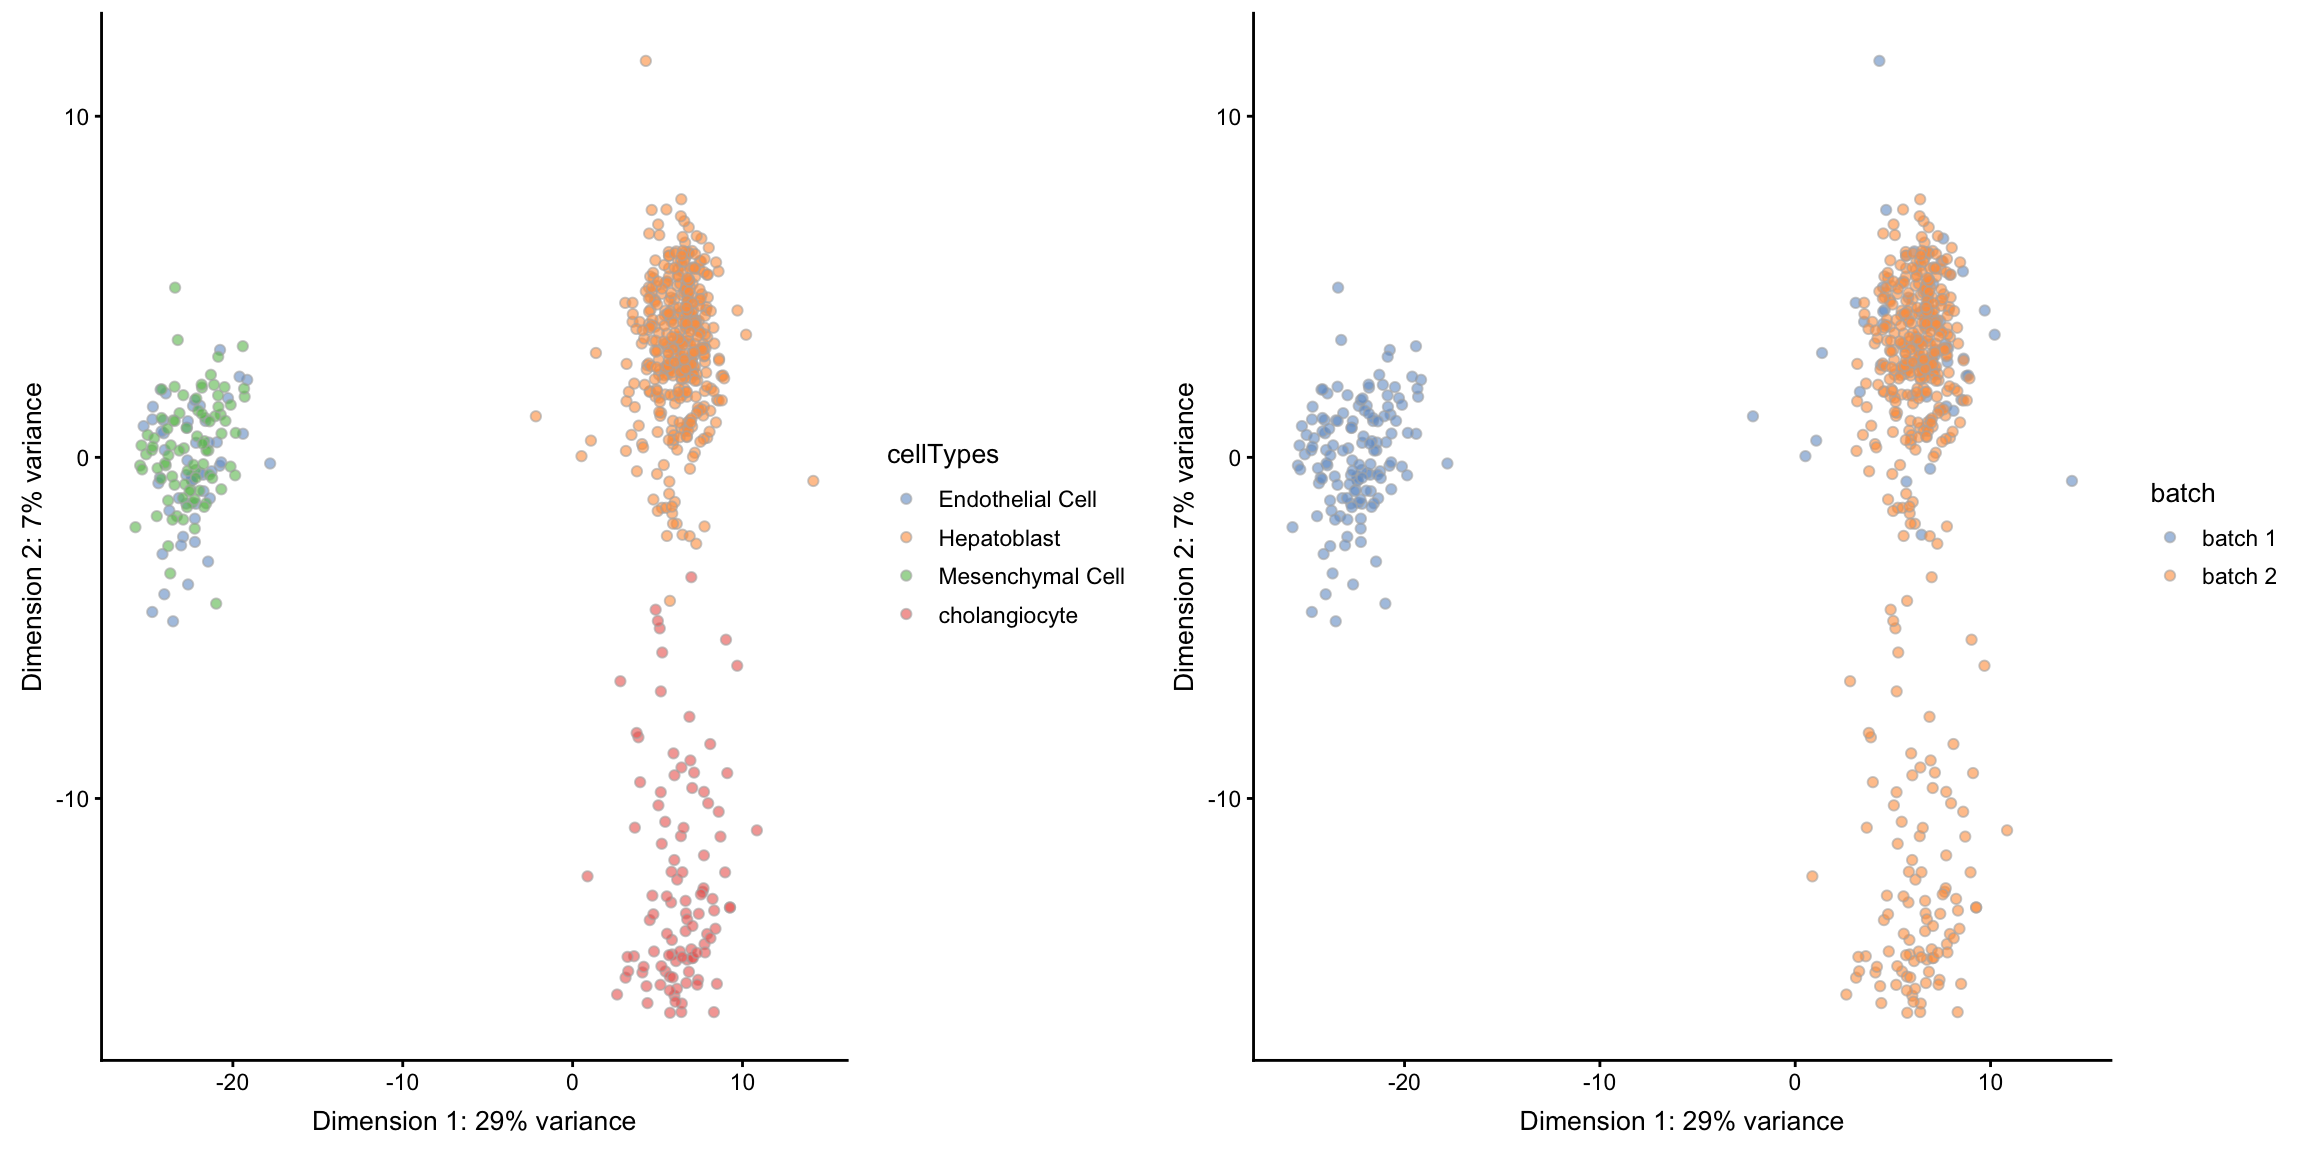 10
0
-10
-20
-10
0
10
Dimension 1: 29% variance
Dimension 2: 7% variance
cellTypes
Endothelial Cell
Hepatoblast
Mesenchymal Cell
cholangiocyte
10
0
-10
-20
-10
0
10
Dimension 1: 29% variance
Dimension 2: 7% variance
batch
batch 1
batch 2